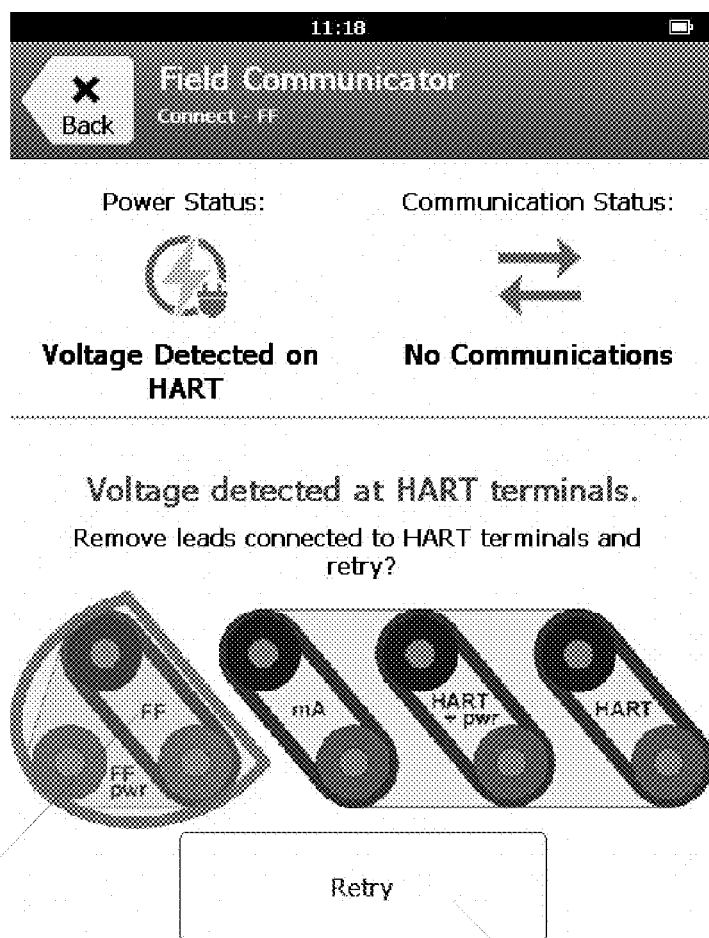 11:18
Field Communicator
Connect - FF
Back
Power Status:
Communication Status:
Voltage Detected on
HART
No Communications
Voltage detected at HART terminals.
Remove leads connected to HART terminals and
retry?
FF
FF
pwr
mA
HART
+ pwr
HART
Retry